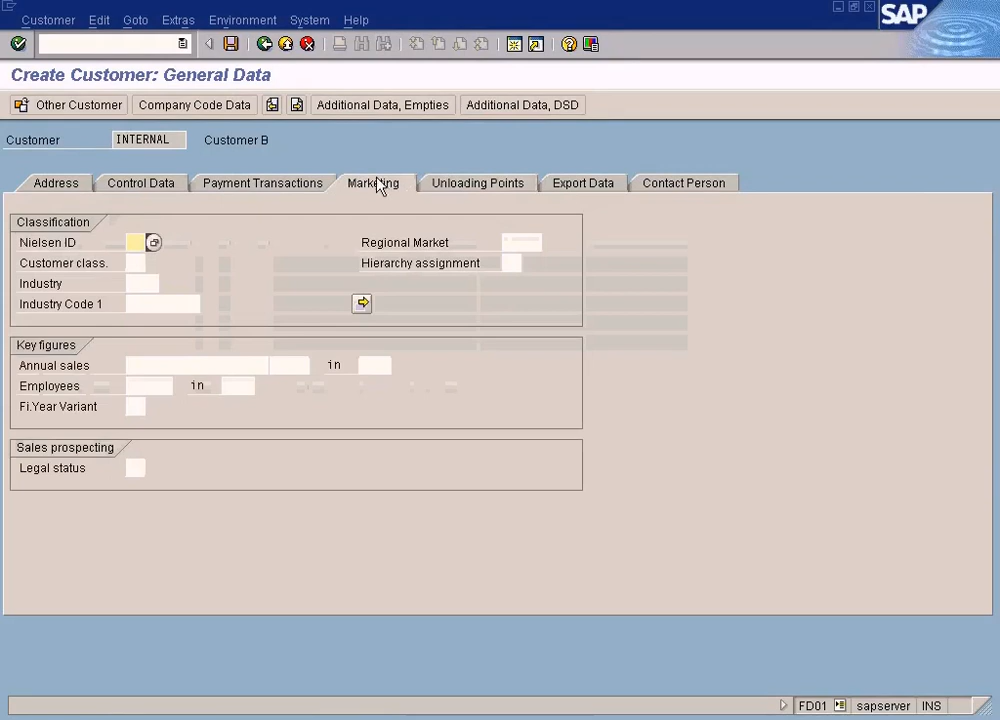 Customer Edit Goto Extras Environment System Help
SAP
Create Customer: General Data
Other Customer Company Code Data Additional Data, Empties Additional Data, DSD
Customer INTERNAL Customer B
Address Control Data Payment Transactions Marketing Unloading Points Export Data Contact Person
Classification
Nielsen ID Regional Market
Customer class. Hierarchy assignment
Industry
Industry Code 1
Key figures
Annual sales in
Employees in
Fi.Year Variant
Sales prospecting
Legal status
FD01 sapserver INS